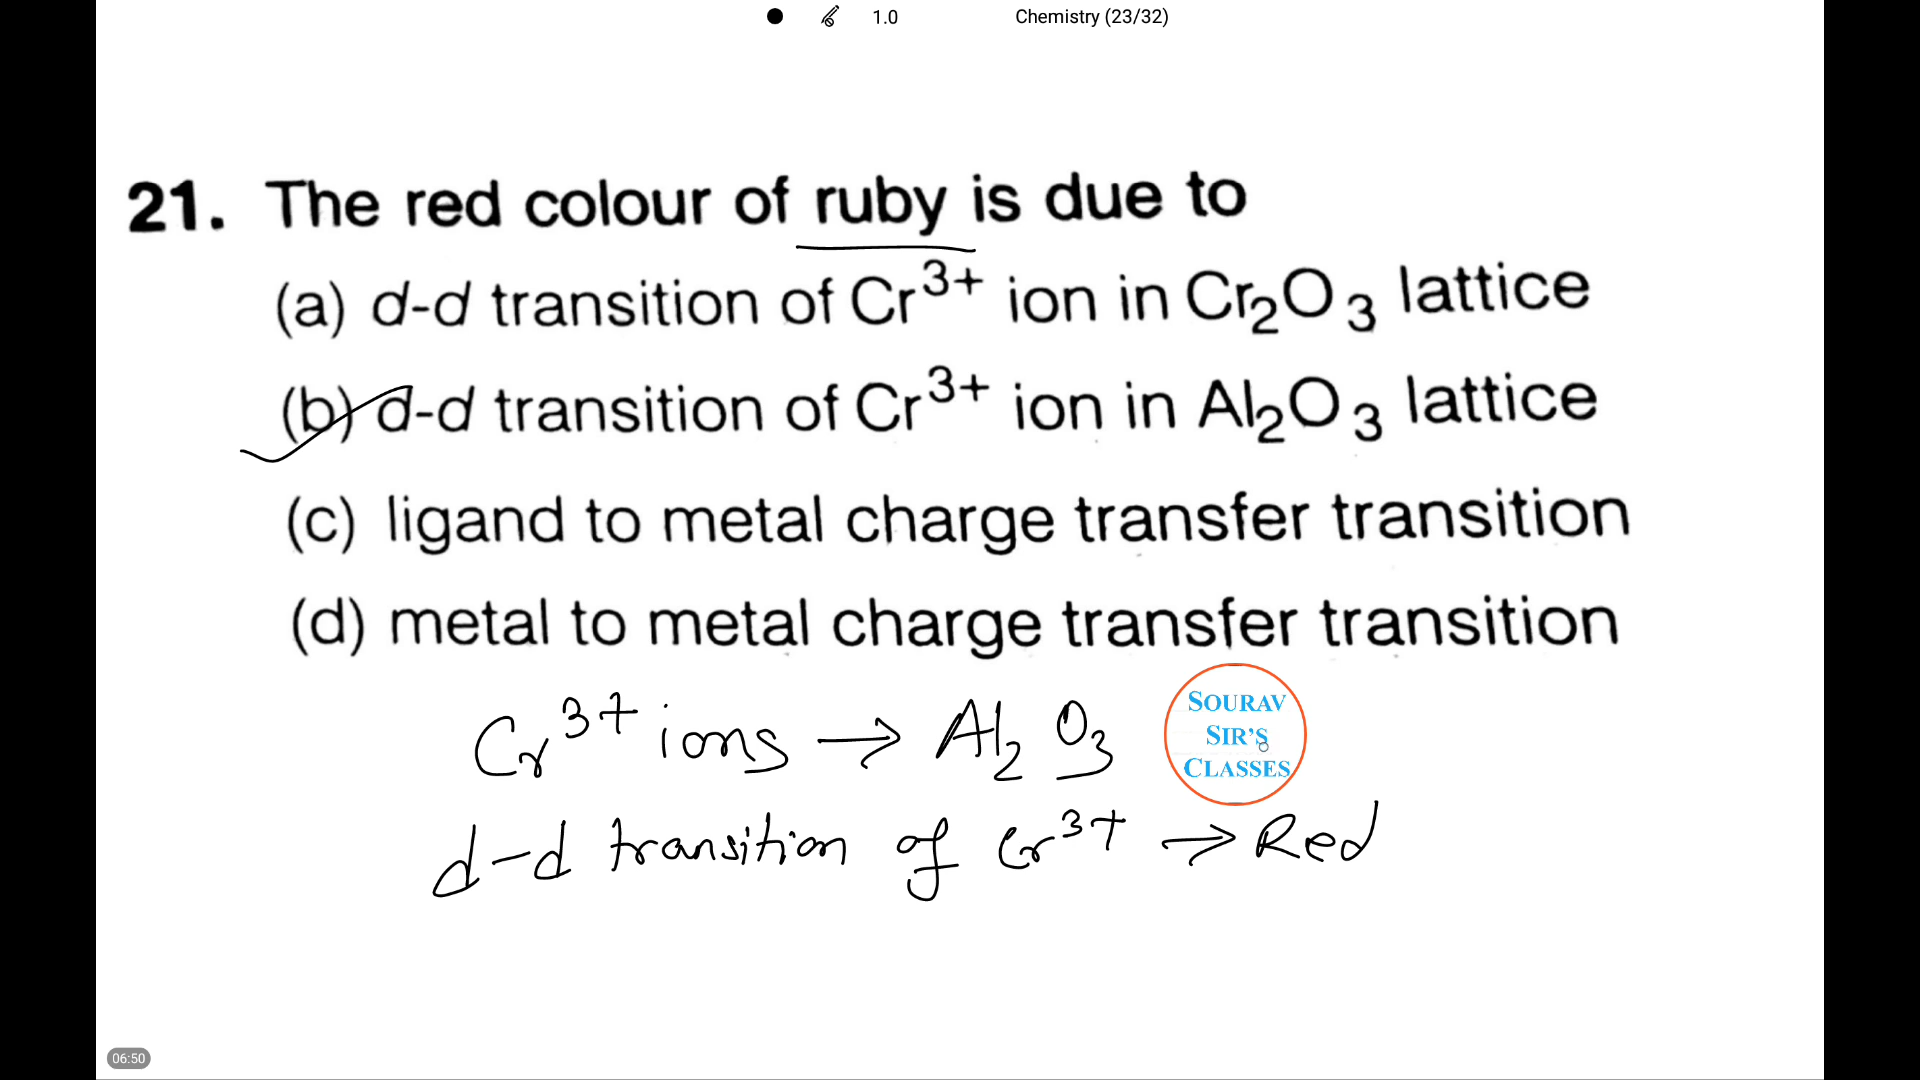 1.0 Chemistry (23/32)
21. The red colour of ruby is due to
(a) d-d transition of Cr³⁺ ion in Cr₂O₃ lattice
(b) d-d transition of Cr³⁺ ion in Al₂O₃ lattice
(c) ligand to metal charge transfer transition
(d) metal to metal charge transfer transition
Cr³⁺ ions → Al₂O₃
SOURAV
SIR'S
CLASSES
d-d transition of Cr³⁺ → Red
06:50